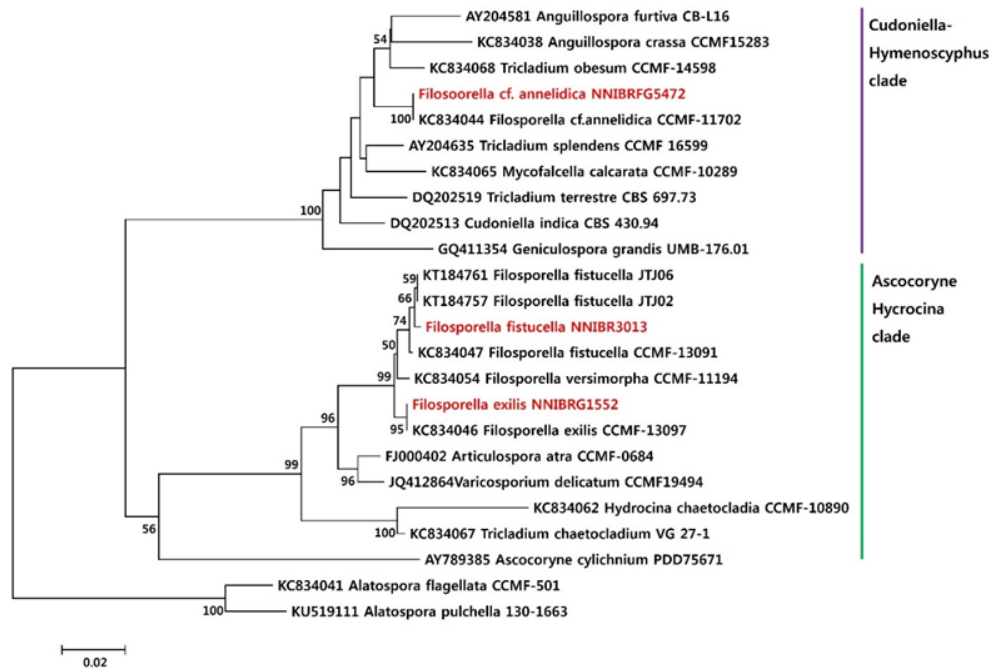 AY204581 Anguillospora furtiva CB-L16
54
KC834038 Anguillospora crassa CCMF15283
KC834068 Tricladium obesum CCMF-14598
Filosoorella cf. annelidica NNIBRFG5472
100
KC834044 Filosporella cf.annelidica CCMF-11702
AY204635 Tricladium splendens CCMF 16599
KC834065 Mycofalcella calcarata CCMF-10289
DQ202519 Tricladium terrestre CBS 697.73
100
DQ202513 Cudoniella indica CBS 430.94
GQ411354 Geniculospora grandis UMB-176.01
Cudoniella-
Hymenoscyphus
clade
59
KT184761 Filosporella fistucella JTJ06
66
KT184757 Filosporella fistucella JTJ02
74
Filosporella fistucella NNIBR3013
50
KC834047 Filosporella fistucella CCMF-13091
99
KC834054 Filosporella versimorpha CCMF-11194
Filosporella exilis NNIBRG1552
95
KC834046 Filosporella exilis CCMF-13097
96
FJ000402 Articulospora atra CCMF-0684
99
96
JQ412864Varicosporium delicatum CCMF19494
KC834062 Hydrocina chaetocladia CCMF-10890
100
KC834067 Tricladium chaetocladium VG 27-1
56
AY789385 Ascocoryne cylichnium PDD75671
Ascocoryne
Hycrocina
clade
KC834041 Alatospora flagellata CCMF-501
100
KU519111 Alatospora pulchella 130-1663
0.02